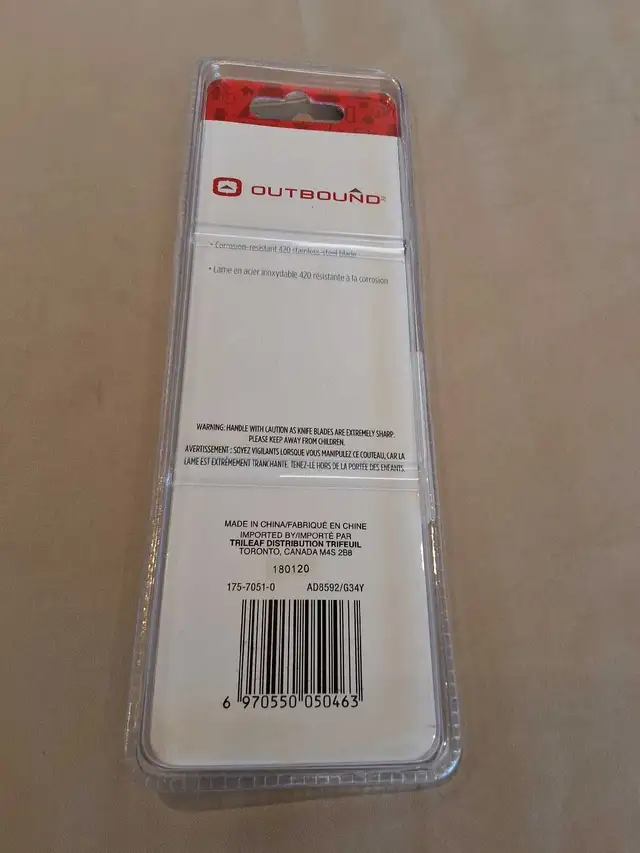 OUTBOUND
• Corrosion-resistant 420 stainless-steel blade
• Lame en acier inoxydable 420 résistante à la corrosion
WARNING: HANDLE WITH CAUTION AS KNIFE BLADES ARE EXTREMELY SHARP.
PLEASE KEEP AWAY FROM CHILDREN.
AVERTISSEMENT : SOYEZ VIGILANTS LORSQUE VOUS MANIPULEZ CE COUTEAU, CAR LA
LAME EST EXTRÊMEMENT TRANCHANTE. TENEZ-LE HORS DE LA PORTÉE DES ENFANTS.
MADE IN CHINA/FABRIQUÉ EN CHINE
IMPORTED BY/IMPORTÉ PAR
TRILEAF DISTRIBUTION TRIFEUIL
TORONTO, CANADA M4S 2B8
180120
175-7051-0 AD8592/G34Y
6 970550 050463